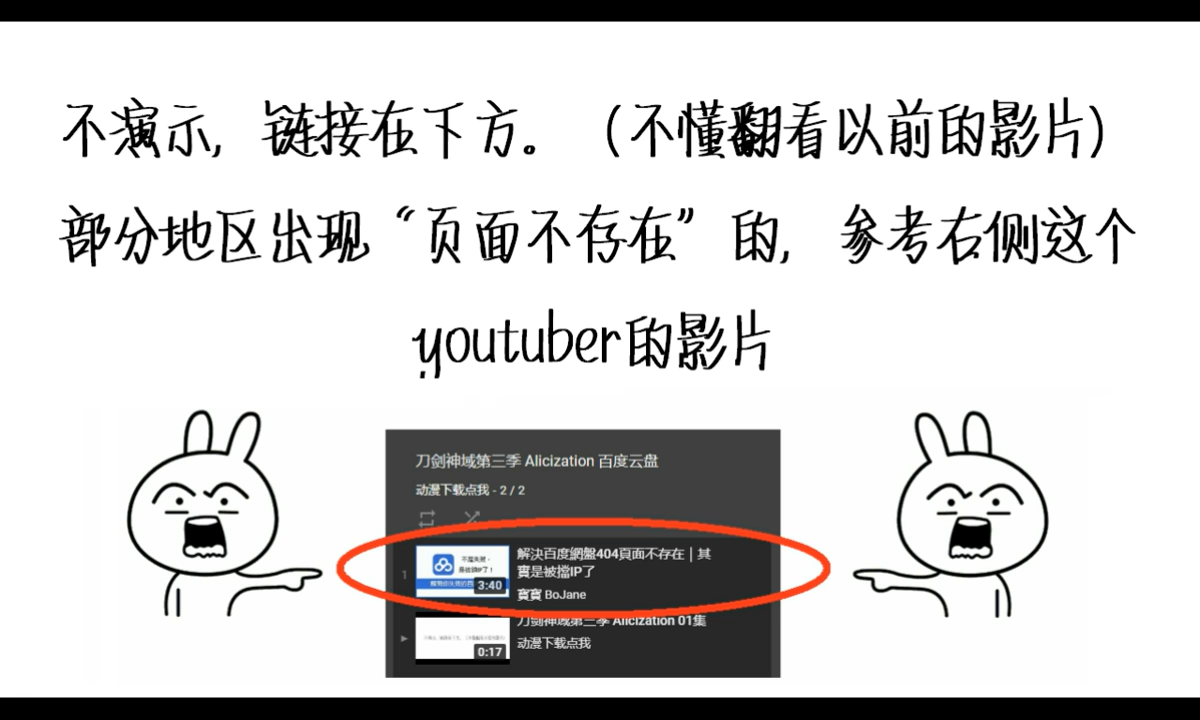 不演示，链接在下方。（不懂翻看以前的影片）
部分地区出现“页面不存在”的，参考右侧这个
youtuber的影片
刀剑神域第三季 Alicization 百度云盘
动漫下载点我 - 2 / 2
1
解決百度網盤404頁面不存在｜其
實是被擋IP了
3:40
寶寶 BoJane
刀剑神域第三季 Alicization 01集
动漫下载点我
0:17